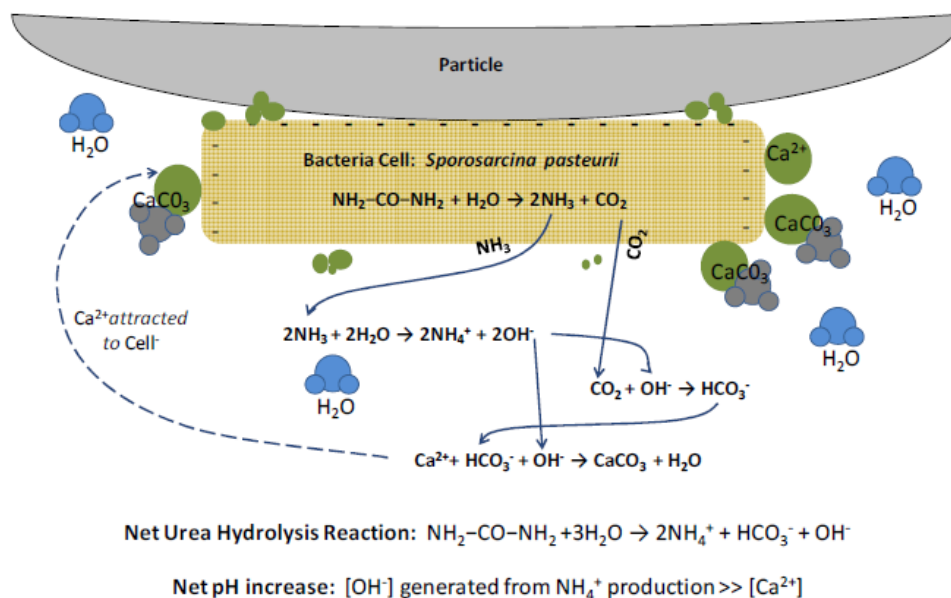 Particle
H₂O
Bacteria Cell: Sporosarcina pasteurii
Ca²⁺
NH₂–CO–NH₂ + H₂O → 2NH₃ + CO₂
H₂O
CaC0₃
CaCO₃
NH₃
CO₂
CaCO₃
Ca²⁺attracted
to Cell⁻
2NH₃ + 2H₂O → 2NH₄⁺ + 2OH⁻
H₂O
H₂O
CO₂ + OH⁻ → HCO₃⁻
Ca²⁺+ HCO₃⁻ + OH⁻ → CaCO₃ + H₂O
Net Urea Hydrolysis Reaction: NH₂–CO–NH₂ +3H₂O → 2NH₄⁺ + HCO₃⁻ + OH⁻
Net pH increase: [OH⁻] generated from NH₄⁺ production >> [Ca²⁺]